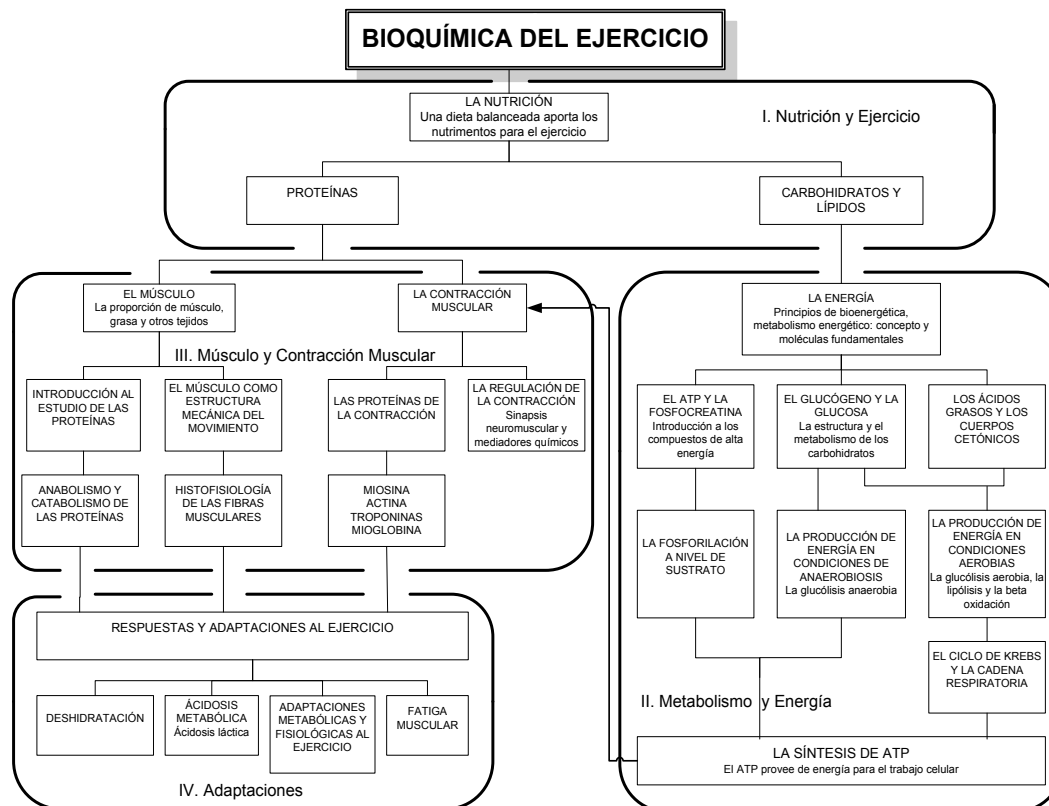 BIOQUÍMICA DEL EJERCICIO
LA NUTRICIÓN
Una dieta balanceada aporta los
nutrimentos para el ejercicio
I. Nutrición y Ejercicio
PROTEÍNAS
CARBOHIDRATOS Y
LÍPIDOS
EL MÚSCULO
La proporción de músculo,
grasa y otros tejidos
LA CONTRACCIÓN
MUSCULAR
III. Músculo y Contracción Muscular
INTRODUCCIÓN AL
ESTUDIO DE LAS
PROTEÍNAS
EL MÚSCULO COMO
ESTRUCTURA
MECÁNICA DEL
MOVIMIENTO
LAS PROTEÍNAS DE
LA CONTRACCIÓN
LA REGULACIÓN DE
LA CONTRACCIÓN
Sinapsis
neuromuscular y
mediadores químicos
ANABOLISMO Y
CATABOLISMO DE
LAS PROTEÍNAS
HISTOFISIOLOGÍA
DE LAS FIBRAS
MUSCULARES
MIOSINA
ACTINA
TROPONINAS
MIOGLOBINA
LA ENERGÍA
Principios de bioenergética,
metabolismo energético: concepto y
moléculas fundamentales
EL ATP Y LA
FOSFOCREATINA
Introducción a los
compuestos de alta
energía
EL GLUCÓGENO Y LA
GLUCOSA
La estructura y el
metabolismo de los
carbohidratos
LOS ÁCIDOS
GRASOS Y LOS
CUERPOS
CETÓNICOS
LA FOSFORILACIÓN
A NIVEL DE
SUSTRATO
LA PRODUCCIÓN DE
ENERGÍA EN
CONDICIONES DE
ANAEROBIOSIS
La glucólisis anaerobia
LA PRODUCCIÓN DE
ENERGÍA EN
CONDICIONES
AEROBIAS
La glucólisis aerobia, la
lipólisis y la beta
oxidación
EL CICLO DE KREBS
Y LA CADENA
RESPIRATORIA
II. Metabolismo y Energía
LA SÍNTESIS DE ATP
El ATP provee de energía para el trabajo celular
RESPUESTAS Y ADAPTACIONES AL EJERCICIO
DESHIDRATACIÓN
ÁCIDOSIS
METABÓLICA
Ácidosis láctica
ADAPTACIONES
METABÓLICAS Y
FISIOLÓGICAS AL
EJERCICIO
FATIGA
MUSCULAR
IV. Adaptaciones